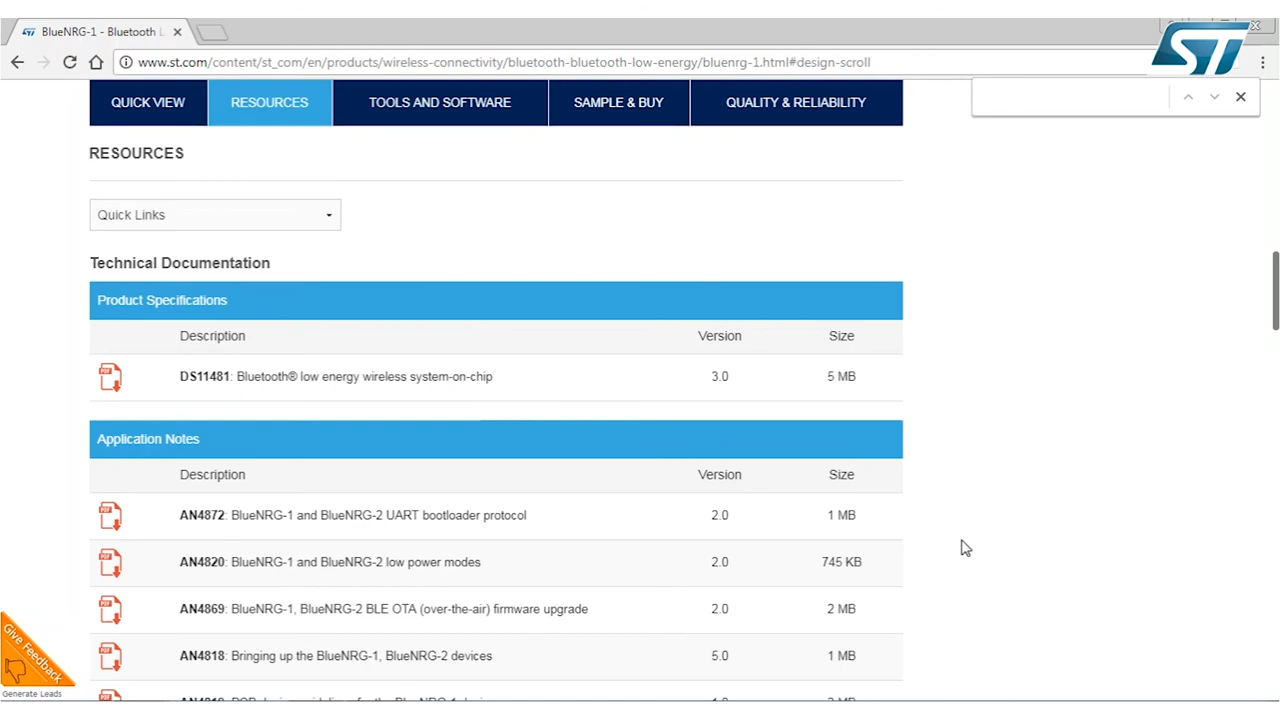 BlueNRG-1 - Bluetooth L
www.st.com/content/st_com/en/products/wireless-connectivity/bluetooth-bluetooth-low-energy/bluenrg-1.html#design-scroll
ST
QUICK VIEW RESOURCES TOOLS AND SOFTWARE SAMPLE & BUY QUALITY & RELIABILITY
RESOURCES
Quick Links
Technical Documentation
Product Specifications
Description Version Size
DS11481: Bluetooth® low energy wireless system-on-chip 3.0 5 MB
Application Notes
Description Version Size
AN4872: BlueNRG-1 and BlueNRG-2 UART bootloader protocol 2.0 1 MB
AN4820: BlueNRG-1 and BlueNRG-2 low power modes 2.0 745 KB
AN4869: BlueNRG-1, BlueNRG-2 BLE OTA (over-the-air) firmware upgrade 2.0 2 MB
AN4818: Bringing up the BlueNRG-1, BlueNRG-2 devices 5.0 1 MB
Give Feedback
Generate Leads